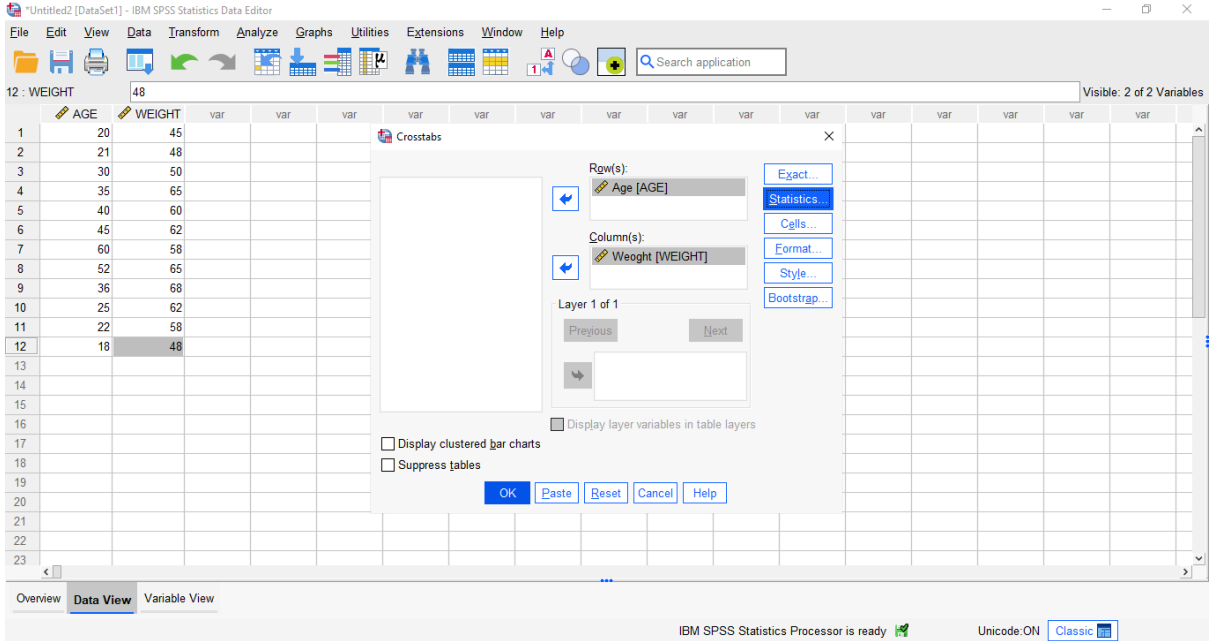 *Untitled2 [DataSet1] - IBM SPSS Statistics Data Editor
File Edit View Data Transform Analyze Graphs Utilities Extensions Window Help
Search application
12 : WEIGHT 48 Visible: 2 of 2 Variables
AGE WEIGHT var var var var var var var var var var var var var var var
1 20 45
2 21 48
3 30 50
4 35 65
5 40 60
6 45 62
7 60 58
8 52 65
9 36 68
10 25 62
11 22 58
12 18 48
13
14
15
16
17
18
19
20
21
22
23
Crosstabs
Row(s):
Age [AGE]
Column(s):
Weoght [WEIGHT]
Layer 1 of 1
Previous Next
Display layer variables in table layers
Exact...
Statistics...
Cells...
Format...
Style...
Bootstrap...
Display clustered bar charts
Suppress tables
OK Paste Reset Cancel Help
Overview Data View Variable View
IBM SPSS Statistics Processor is ready Unicode:ON Classic